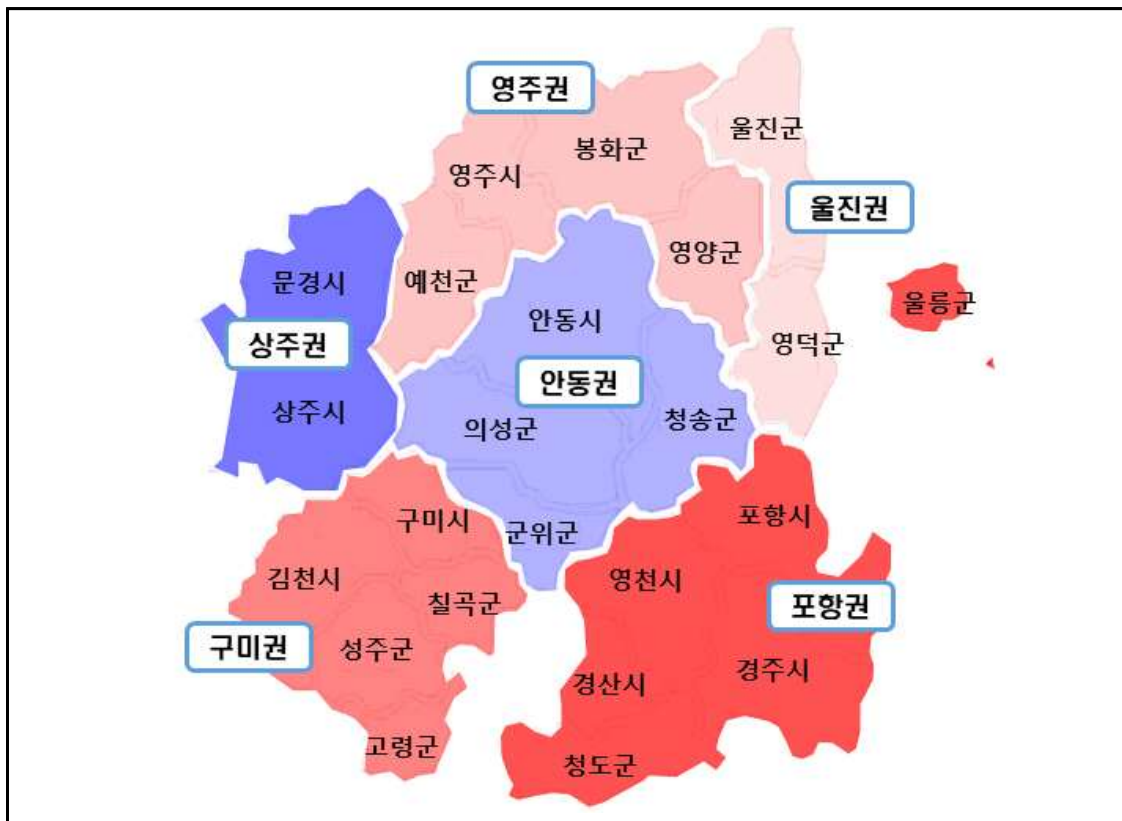 영주권
울진군
봉화군
영주시
울진권
영양군
문경시
예천군
울릉군
안동시
상주권
영덕군
안동권
상주시
의성군
청송군
구미시
포항시
군위군
김천시
영천시
칠곡군
포항권
구미권
성주군
경산시
경주시
고령군
청도군